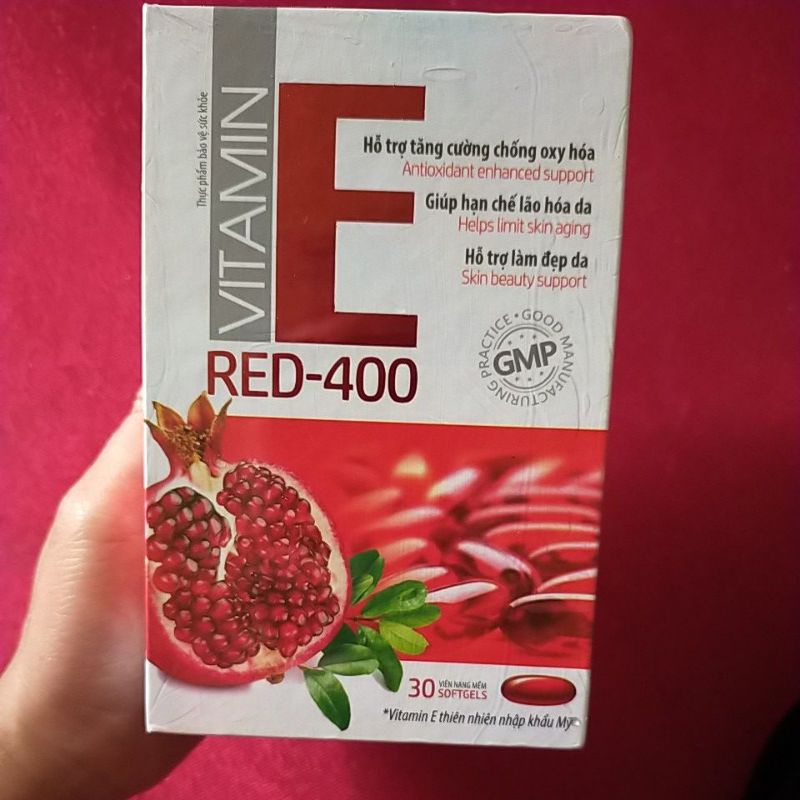 Thực phẩm bảo vệ sức khỏe
VITAMIN
E
RED-400
Hỗ trợ tăng cường chống oxy hóa
Antioxidant enhanced support
Giúp hạn chế lão hóa da
Helps limit skin aging
Hỗ trợ làm đẹp da
Skin beauty support
GOOD MANUFACTURING PRACTICE
GMP
30 VIÊN NANG MỀM
SOFTGELS
*Vitamin E thiên nhiên nhập khẩu Mỹ